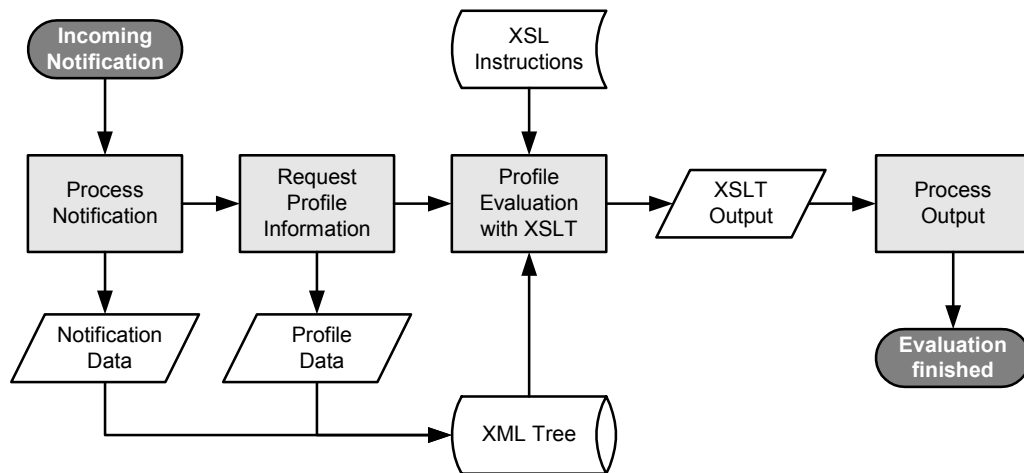 Incoming
Notification
XSL
Instructions
Process
Notification
Request
Profile
Information
Profile
Evaluation
with XSLT
XSLT
Output
Process
Output
Notification
Data
Profile
Data
Evaluation
finished
XML Tree